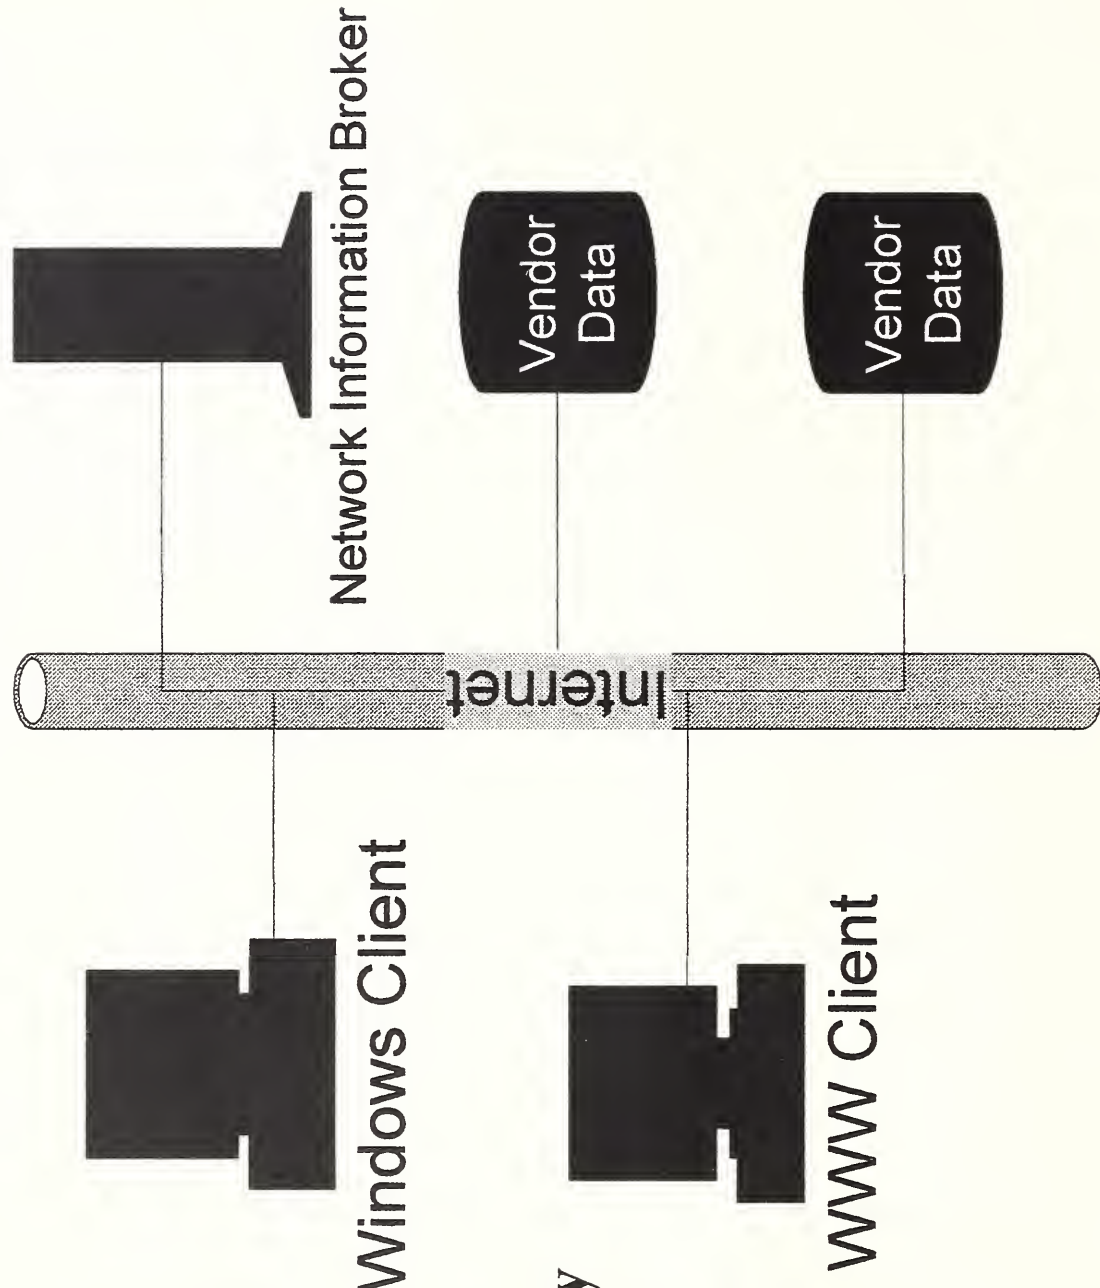 Network Information Broker
Vendor
Data
Vendor
Data
Internet
Windows Client
WWW Client
y